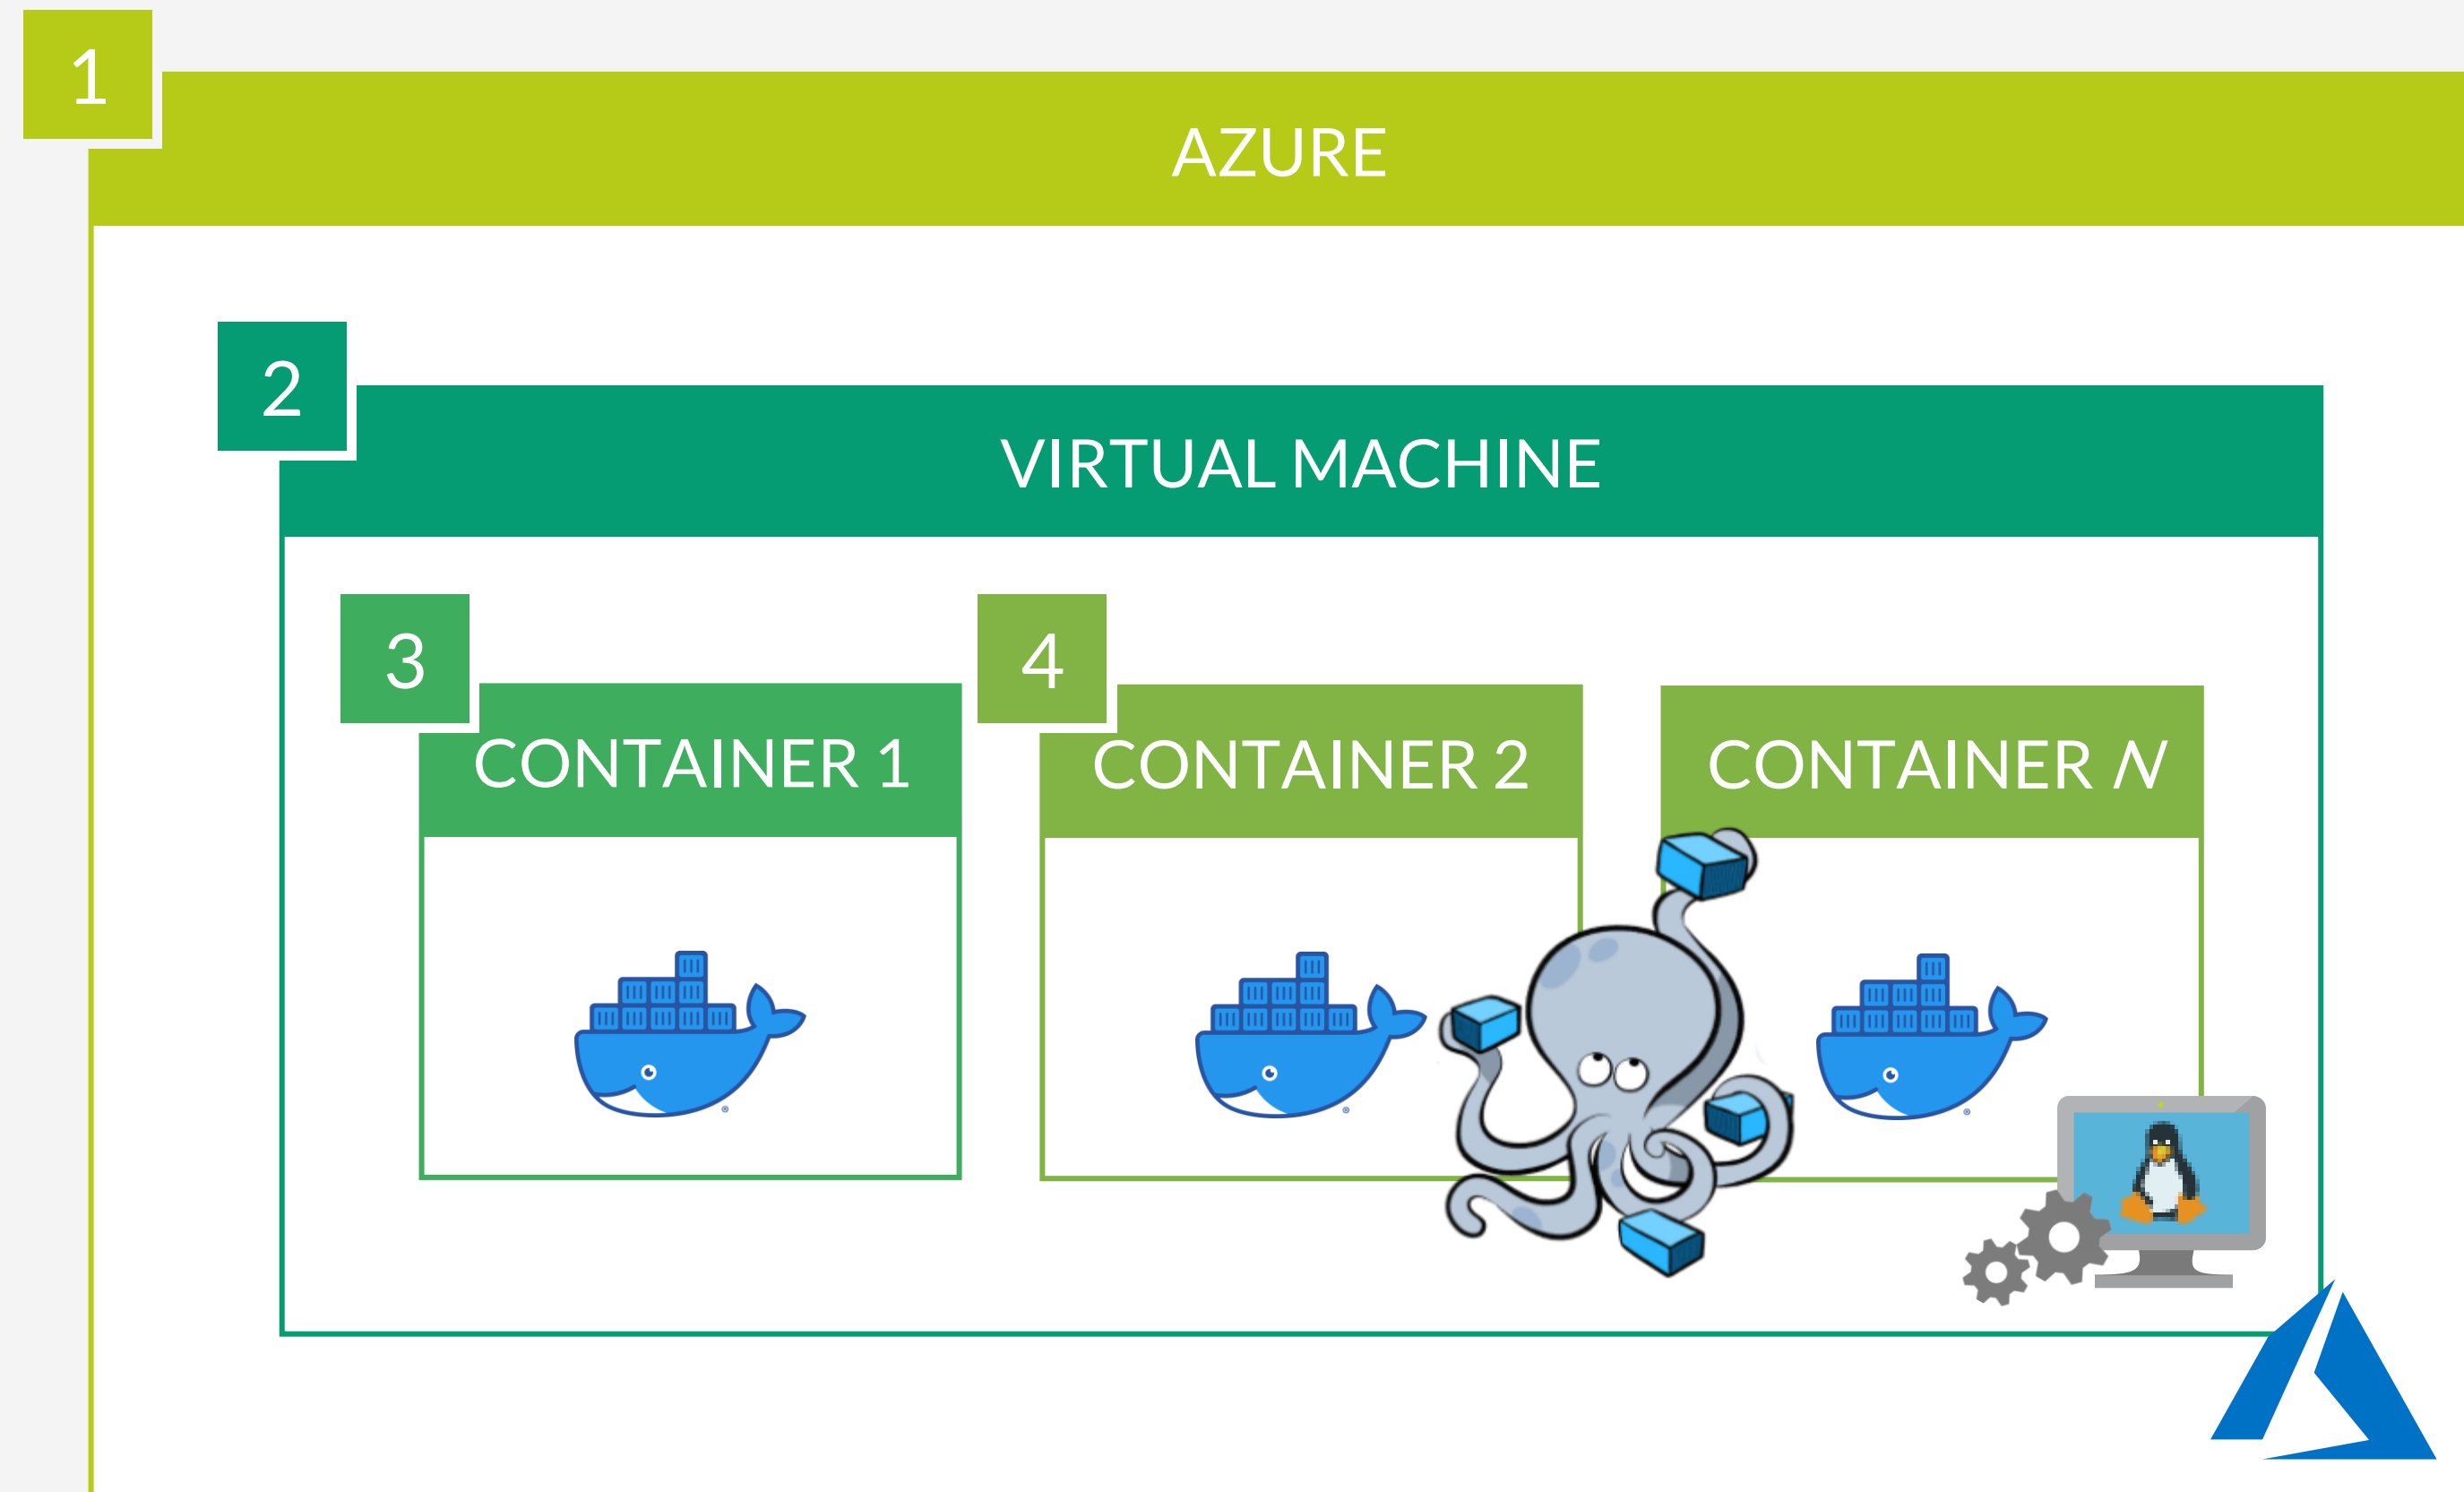 1
AZURE
2
VIRTUAL MACHINE
3
4
CONTAINER 1
CONTAINER 2
CONTAINER N